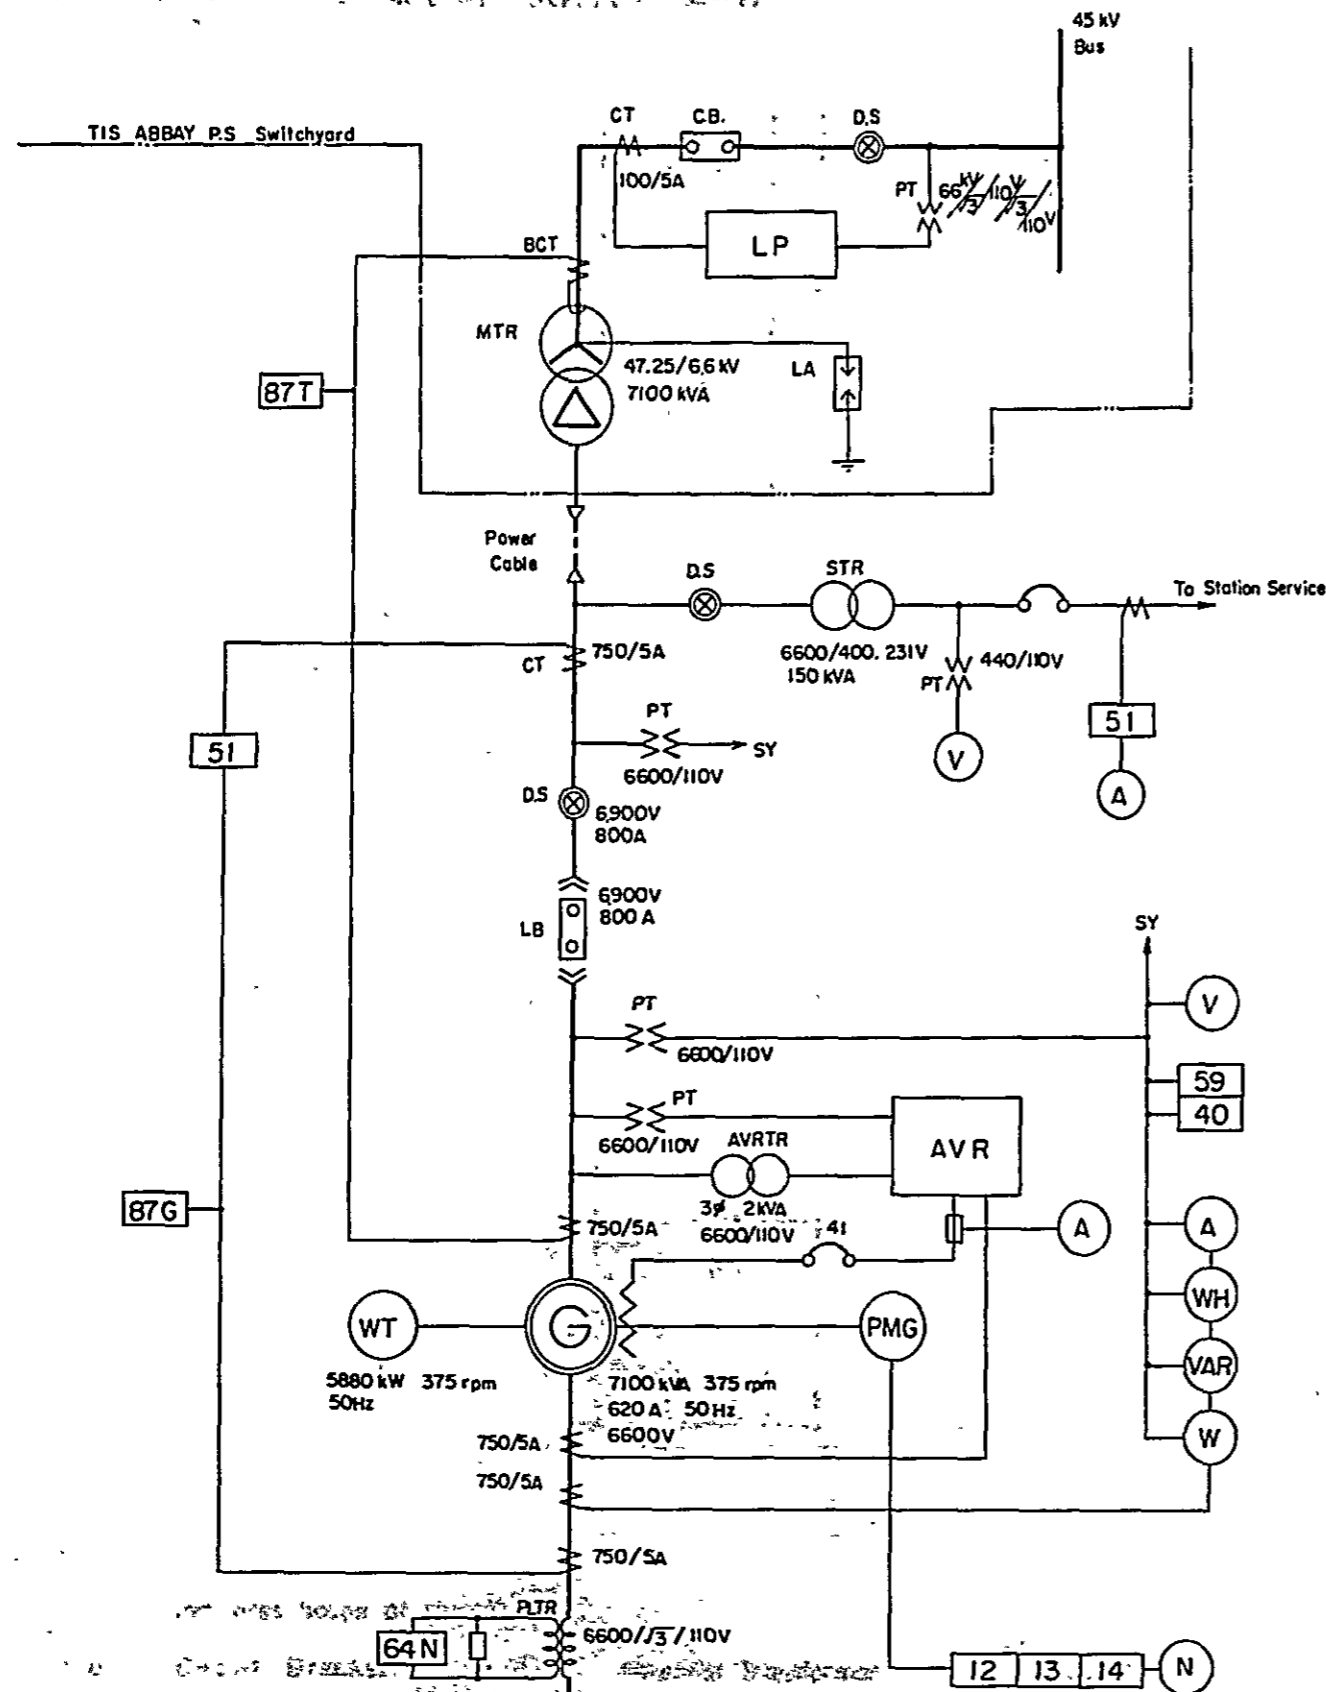 45 kV
Bus
TIS ABBAY P.S Switchyard
CT
C.B.
D.S
100/5A
PT
66kV/√3/110V/√3/110V
LP
BCT
MTR
47.25/6.6 kV
7100 kVA
LA
87T
Power
Cable
D.S
STR
To Station Service
6600/400. 231V
150 kVA
PT
440/110V
CT
750/5A
51
V
51
A
PT
SY
6600/110V
D.S
6,900V
800A
6,900V
800 A
LB
SY
V
PT
6600/110V
59
40
PT
6600/110V
AVR
AVRTR
3ø 2kVA
6600/110V
87G
750/5A
41
A
A
WH
VAR
W
WT
G
PMG
5880 kW 375 rpm
50Hz
7100 kVA 375 rpm
620 A 50 Hz
6600V
750/5A
750/5A
750/5A
PLTR
6600/√3/110V
64N
12 13 14 N